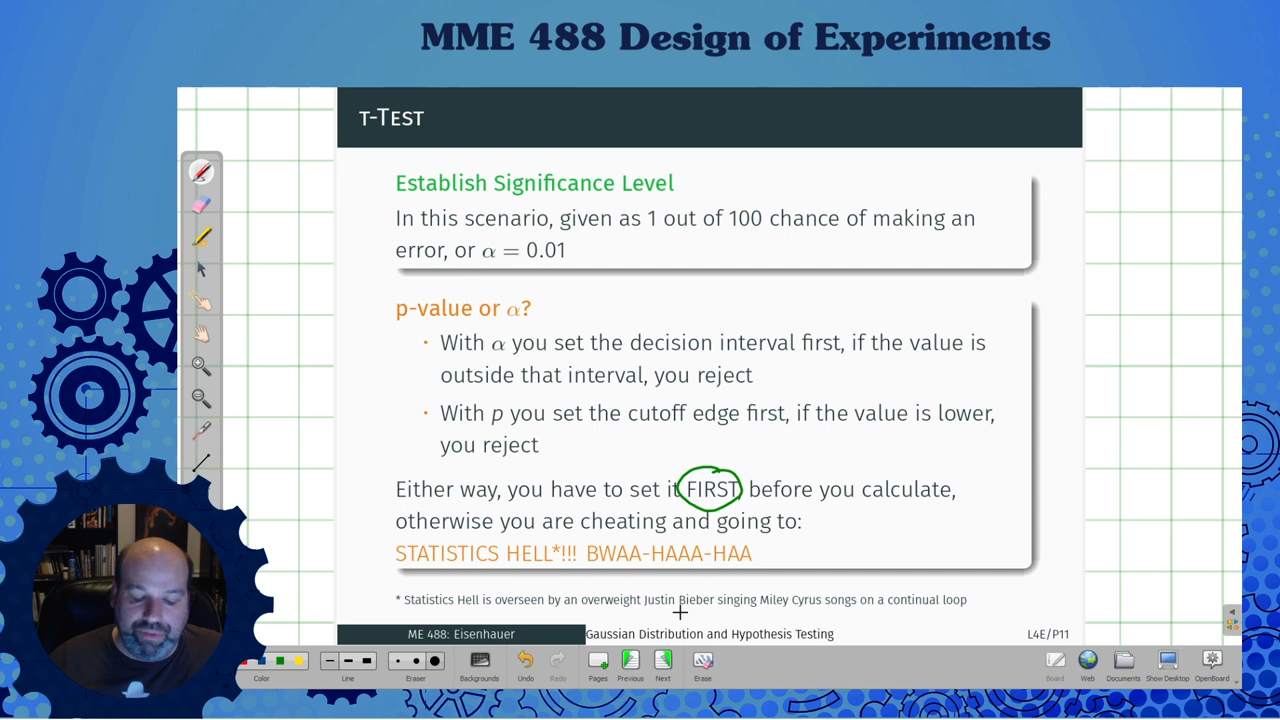 MME 488 Design of Experiments
T-TEST
Establish Significance Level
In this scenario, given as 1 out of 100 chance of making an
error, or α = 0.01
p-value or α?
· With α you set the decision interval first, if the value is
outside that interval, you reject
· With p you set the cutoff edge first, if the value is lower,
you reject
Either way, you have to set it FIRST before you calculate,
otherwise you are cheating and going to:
STATISTICS HELL*!!! BWAA-HAAA-HAA
* Statistics Hell is overseen by an overweight Justin Bieber singing Miley Cyrus songs on a continual loop
ME 488: Eisenhauer Gaussian Distribution and Hypothesis Testing L4E/P11
Color Line Eraser Backgrounds Undo Redo Pages Previous Next Erase Board Web Documents Show Desktop OpenBoard